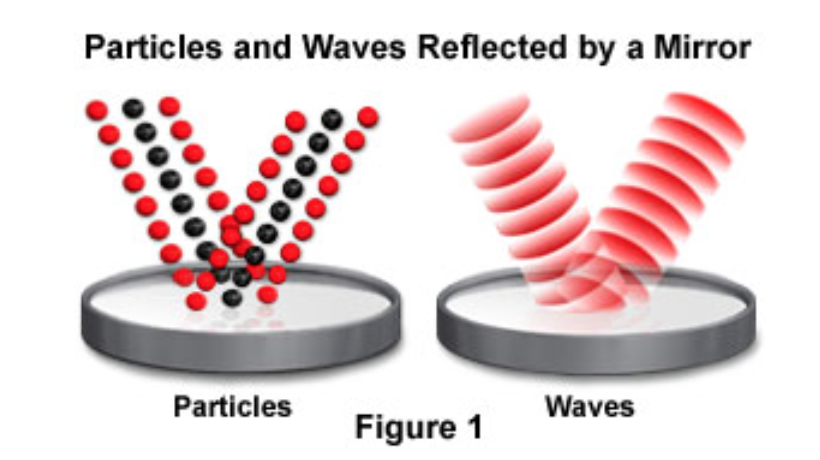 Particles and Waves Reflected by a Mirror
Particles
Waves
Figure 1